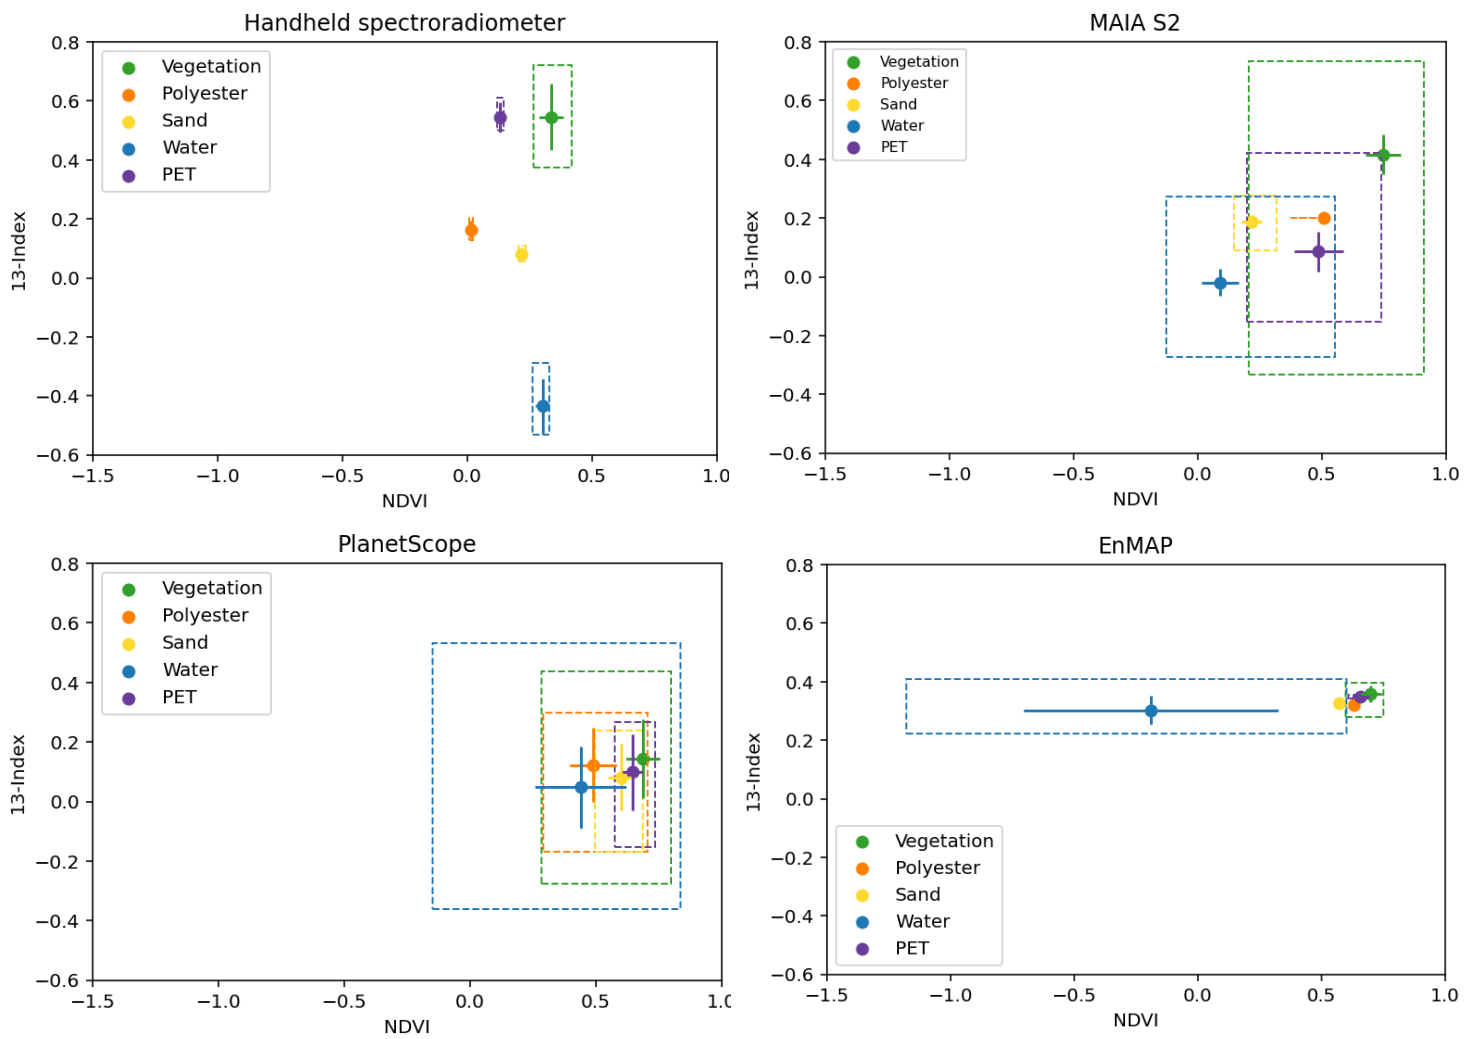 Handheld spectroradiometer
0.8
0.6
0.4
0.2
0.0
−0.2
−0.4
−0.6
13-Index
Vegetation
Polyester
Sand
Water
PET
−1.5
−1.0
−0.5
0.0
0.5
1.0
NDVI
MAIA S2
0.8
0.6
0.4
0.2
0.0
−0.2
−0.4
−0.6
13-Index
Vegetation
Polyester
Sand
Water
PET
−1.5
−1.0
−0.5
0.0
0.5
1.0
NDVI
PlanetScope
0.8
0.6
0.4
0.2
0.0
−0.2
−0.4
−0.6
13-Index
Vegetation
Polyester
Sand
Water
PET
−1.5
−1.0
−0.5
0.0
0.5
1.0
NDVI
EnMAP
0.8
0.6
0.4
0.2
0.0
−0.2
−0.4
−0.6
13-Index
Vegetation
Polyester
Sand
Water
PET
−1.5
−1.0
−0.5
0.0
0.5
1.0
NDVI